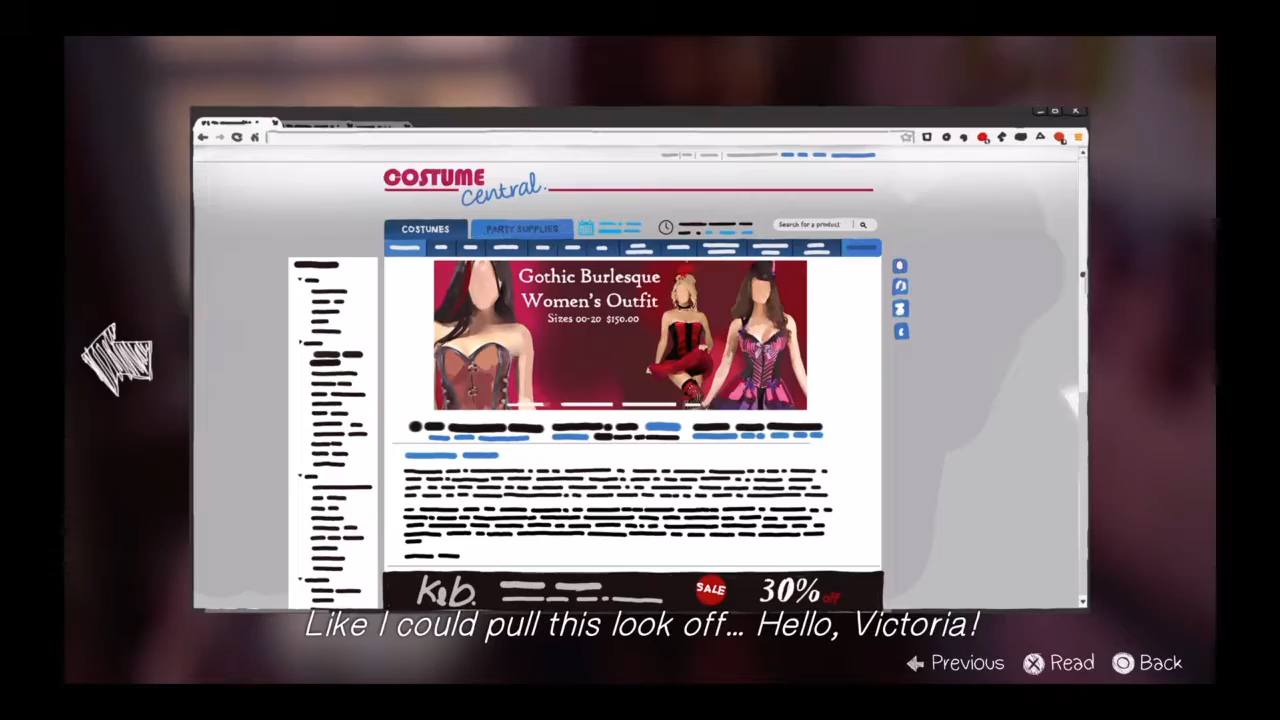 COSTUME
central.
COSTUMES
PARTY SUPPLIES
Search for a product
Gothic Burlesque
Women's Outfit
Sizes 00-20 $150.00
SALE
30% off
Like I could pull this look off... Hello, Victoria!
Previous
Read
Back